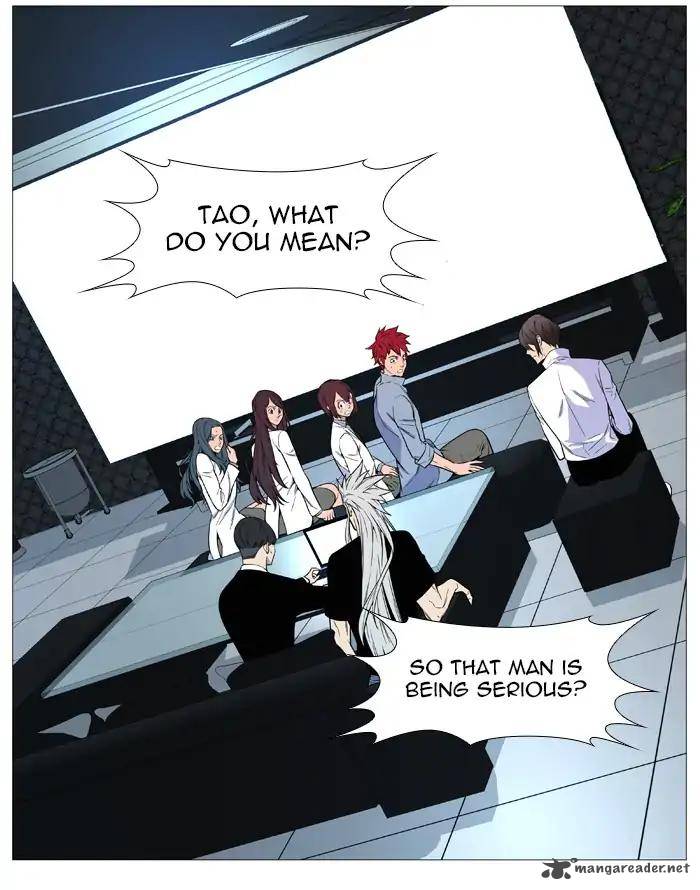 TAO, WHAT
DO YOU MEAN?
SO THAT MAN IS
BEING SERIOUS?
mangareader.net